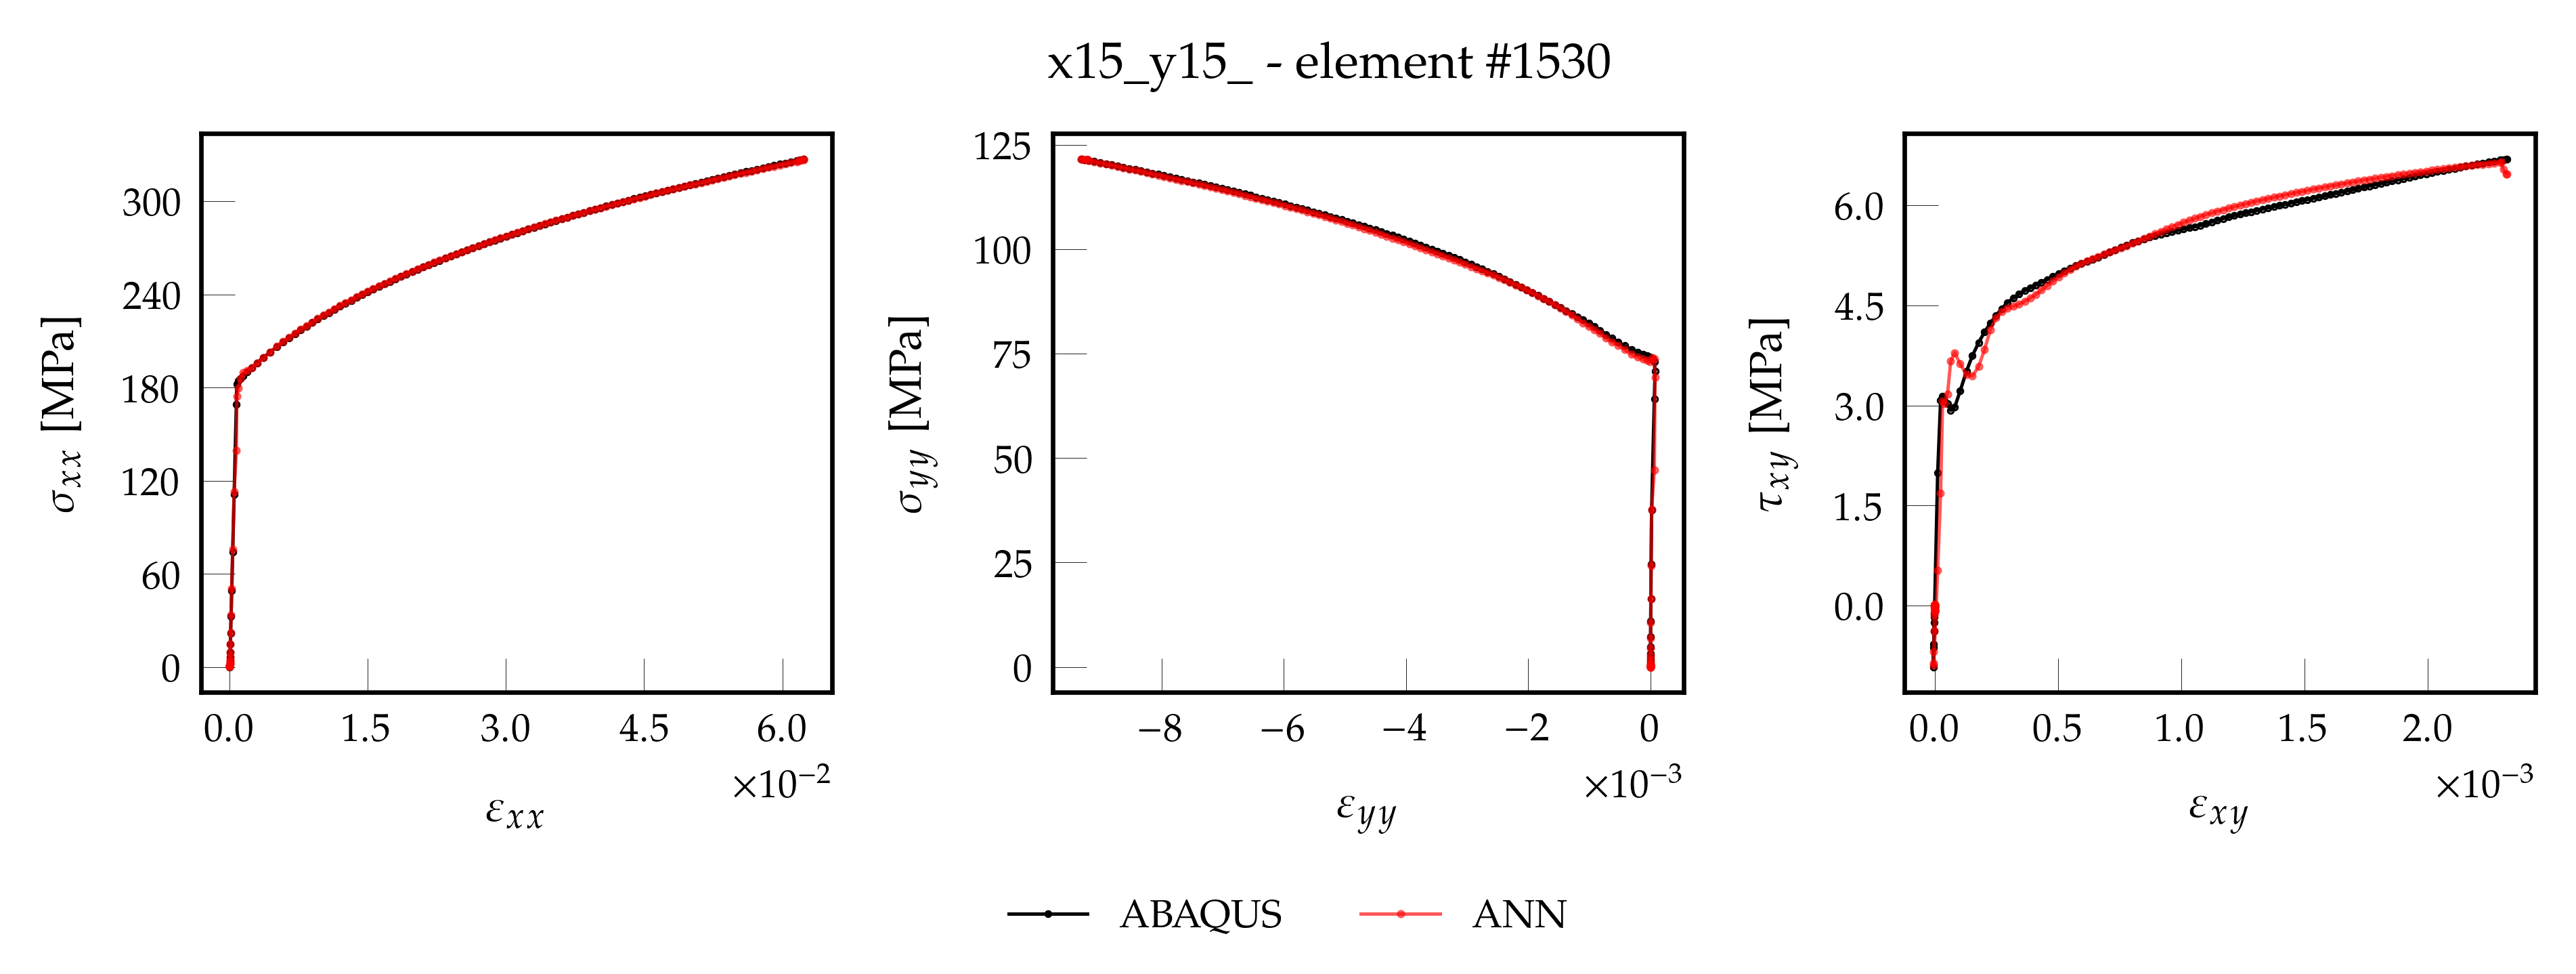 x15_y15_ - element #1530
σxx [MPa]
300
240
180
120
60
0
0.0 1.5 3.0 4.5 6.0
×10−2
εxx
σyy [MPa]
125
100
75
50
25
0
−8 −6 −4 −2 0
×10−3
εyy
τxy [MPa]
6.0
4.5
3.0
1.5
0.0
0.0 0.5 1.0 1.5 2.0
×10−3
εxy
ABAQUS ANN